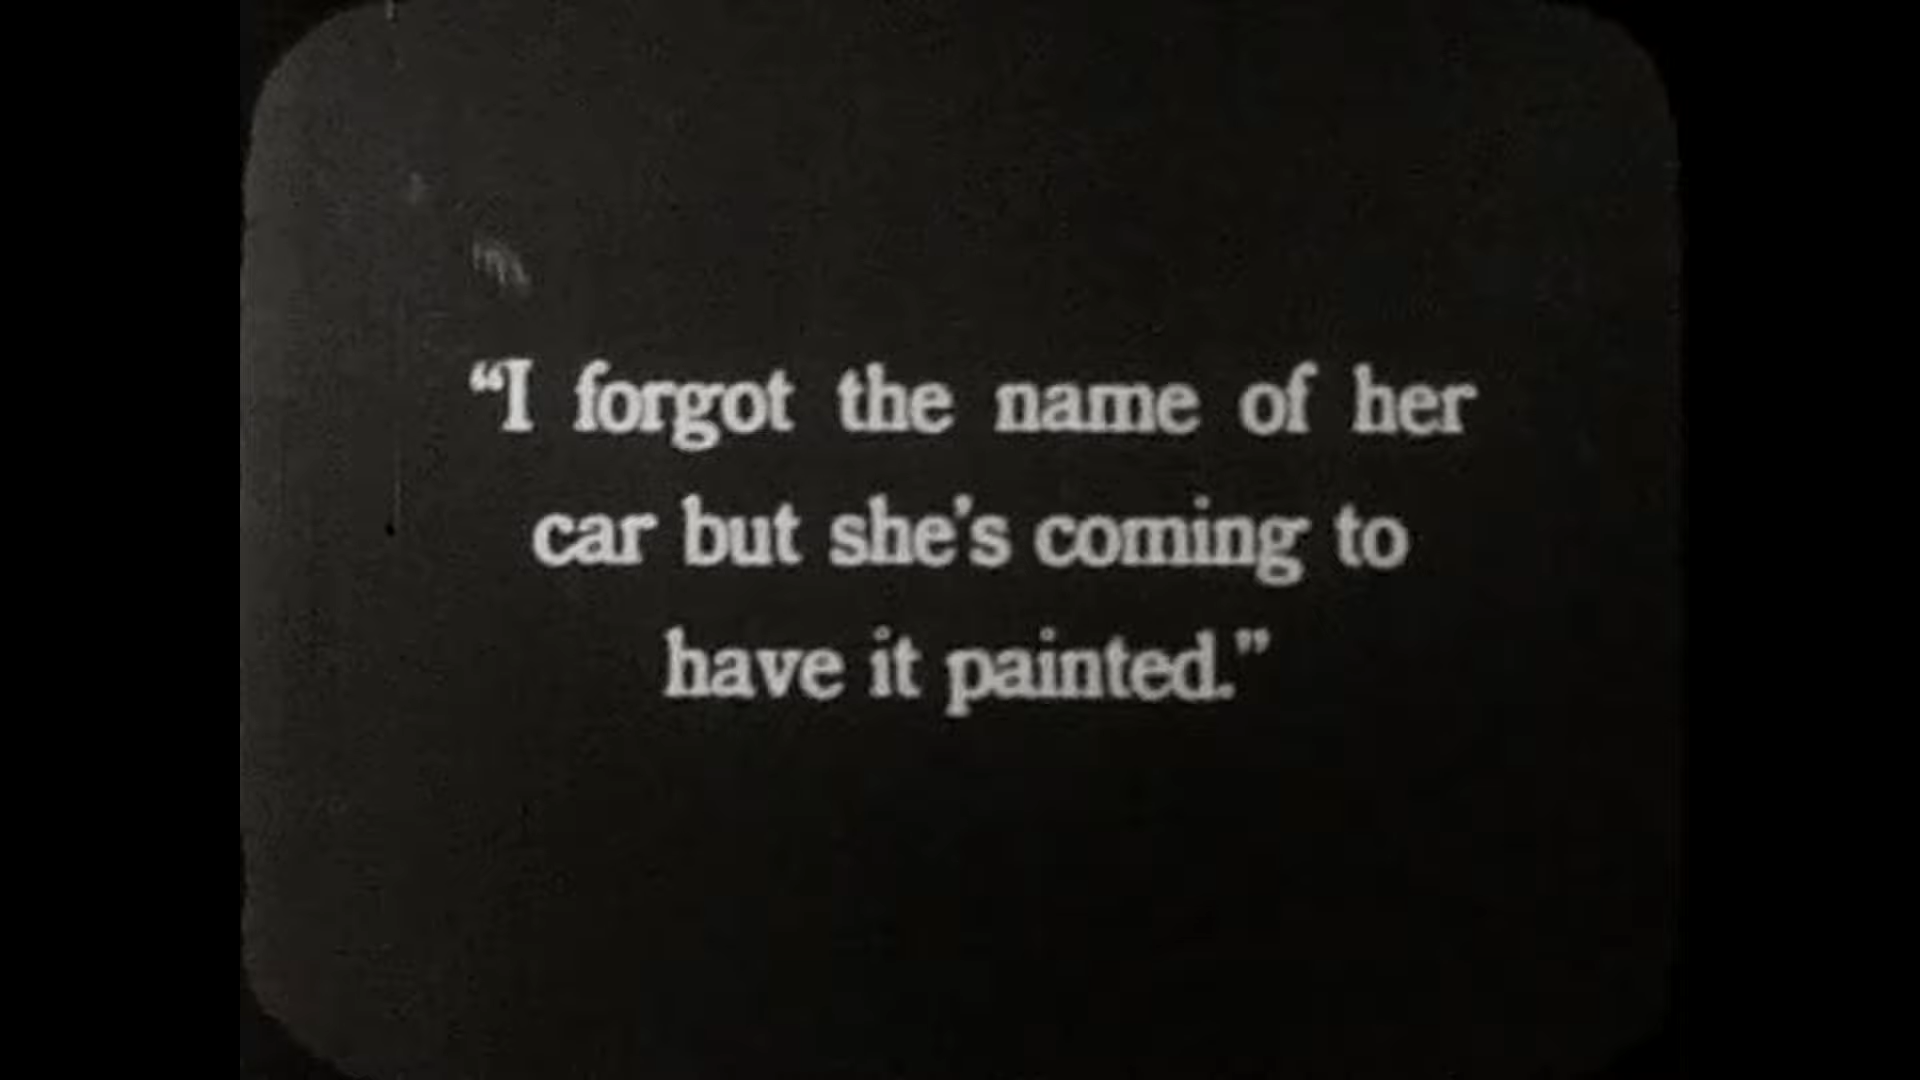 “I forgot the name of her
car but she’s coming to
have it painted.”